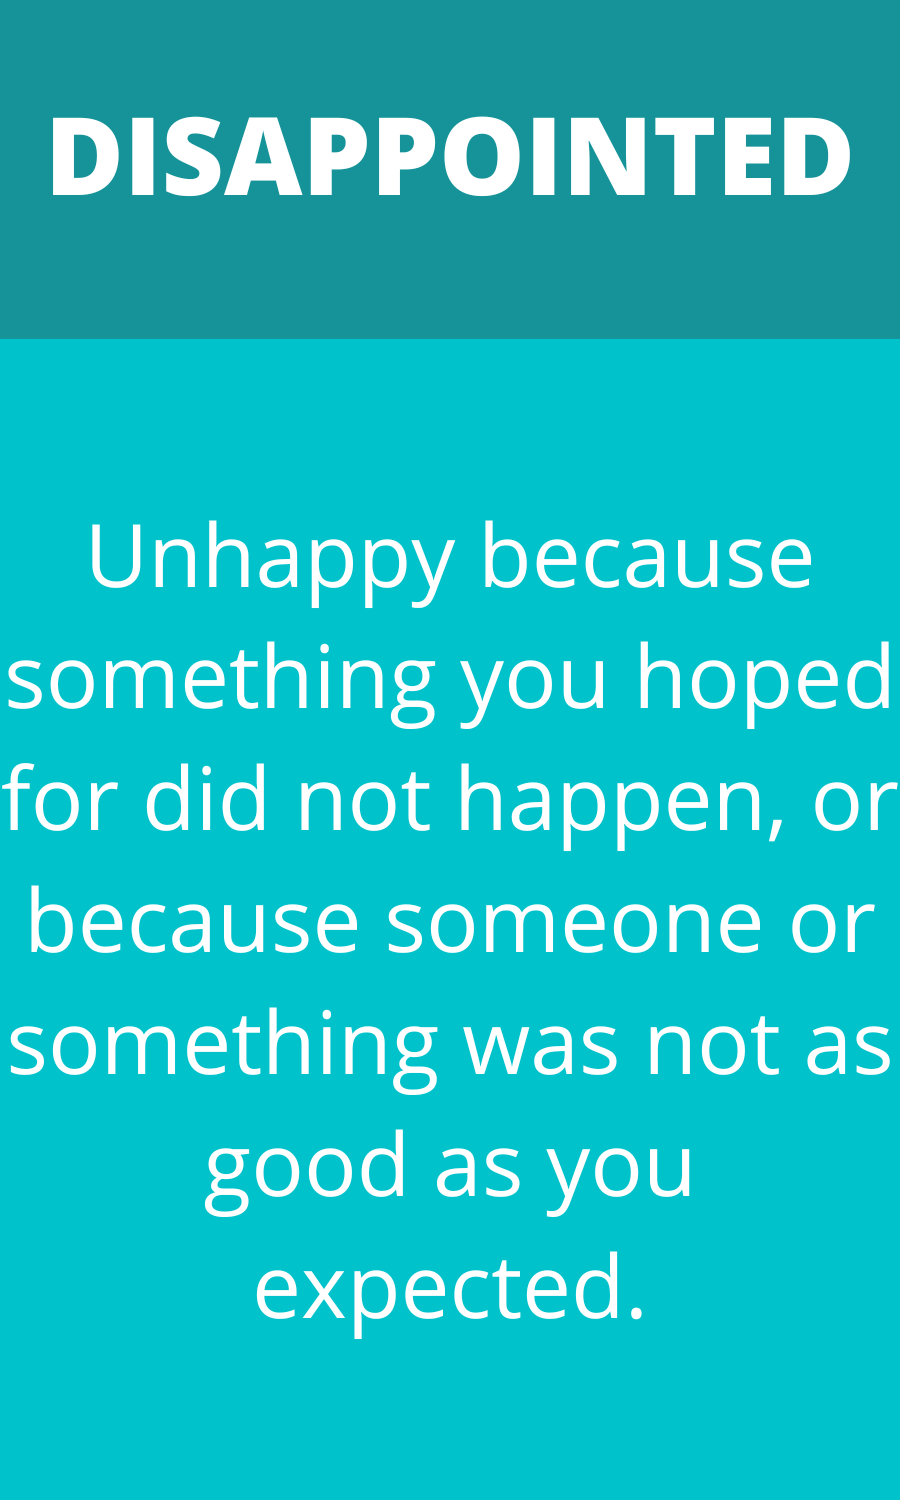 DISAPPOINTED
Unhappy because
something you hoped
for did not happen, or
because someone or
something was not as
good as you
expected.